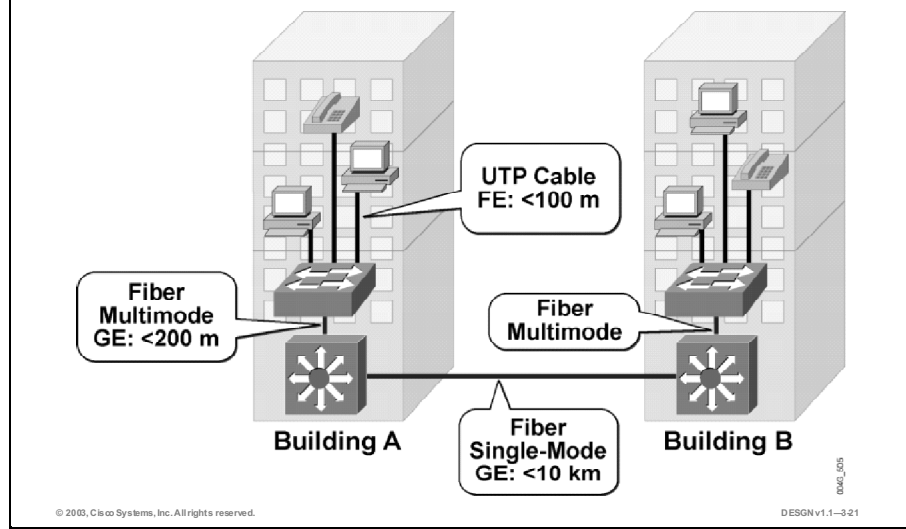 UTP Cable
FE: <100 m
Fiber
Multimode
GE: <200 m
Fiber
Multimode
Building A
Fiber
Single-Mode
GE: <10 km
Building B
0040_505
© 2003, Cisco Systems, Inc. All rights reserved.
DESGN v1.1—3-21